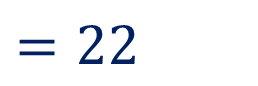 = 22